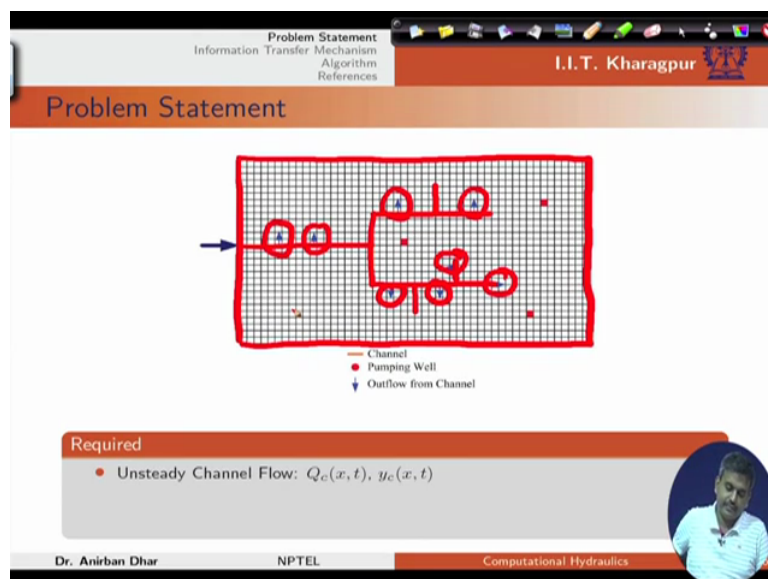 Problem Statement
Information Transfer Mechanism
Algorithm
References
I.I.T. Kharagpur
Problem Statement
Channel
Pumping Well
Outflow from Channel
Required
Unsteady Channel Flow: Q_c(x, t), y_c(x, t)
Dr. Anirban Dhar NPTEL Computational Hydraulics